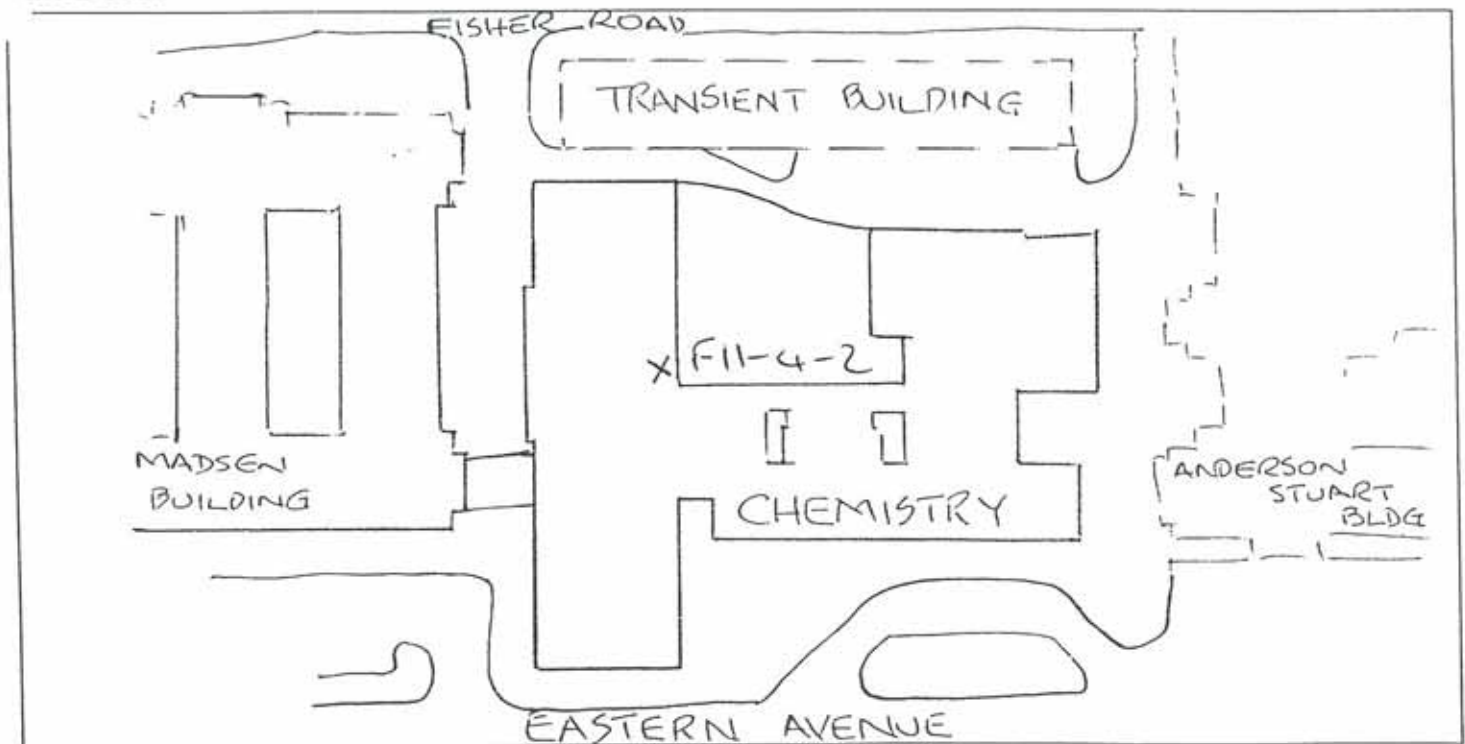 FISHER ROAD
TRANSIENT BUILDING
X F11-4-2
MADSEN
BUILDING
CHEMISTRY
ANDERSON
STUART
BLDG
EASTERN AVENUE